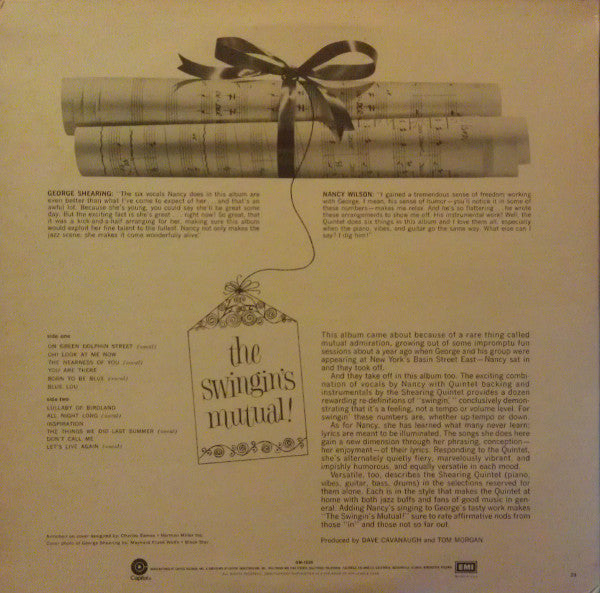 GEORGE SHEARING: "The six vocals Nancy does in this album are
even better than what I've come to expect of her . . . and that's an
awful lot. Because she's young, you could say she'll be great some
day. But the exciting fact is she's great . . . right now! So great, that
it was a kick-and-a-half arranging for her, making sure this album
would exploit her fine talent to the fullest. Nancy not only makes the
jazz scene; she makes it come wonderfully alive."
NANCY WILSON: "I gained a tremendous sense of freedom working
with George. I mean, his sense of humor—you'll notice it in some of
these numbers—makes me relax. And he's so flattering . . . he wrote
these arrangements to show me off. His instrumental work? Well, the
Quintet does six things in this album and I love them all, especially
when the piano, vibes, and guitar go the same way. What else can I
say? I dig him!"
the
swingin's
mutual!
side one
ON GREEN DOLPHIN STREET (vocal)
OH! LOOK AT ME NOW
THE NEARNESS OF YOU (vocal)
YOU ARE THERE
BORN TO BE BLUE (vocal)
BLUE LOU
side two
LULLABY OF BIRDLAND
ALL NIGHT LONG (vocal)
INSPIRATION
THE THINGS WE DID LAST SUMMER (vocal)
DON'T CALL ME
LET'S LIVE AGAIN (vocal)
This album came about because of a rare thing called
mutual admiration, growing out of some impromptu fun
sessions about a year ago when George and his group were
appearing at New York's Basin Street East—Nancy sat in
and they took off.
And they take off in this album too. The exciting combi-
nation of vocals by Nancy with Quintet backing and
instrumentals by the Shearing Quintet provides a dozen
rewarding re-definitions of "swingin," conclusively demon-
strating that it's a feeling, not a tempo or volume level. For
swingin' these numbers are, whether up-tempo or down.
As for Nancy, she has learned what many never learn:
lyrics are meant to be illuminated. The songs she does here
gain a new dimension through her phrasing, conception—
her enjoyment—of their lyrics. Responding to the Quintet,
she's alternately quietly fiery, marvelously vibrant, and
impishly humorous, and equally versatile in each mood.
Versatile, too, describes the Shearing Quintet (piano,
vibes, guitar, bass, drums) in the selections reserved for
them alone. Each is in the style that makes the Quintet at
home with both jazz buffs and fans of good music in gen-
eral. Adding Nancy's singing to George's tasty work makes
"The Swingin's Mutual!" sure to rate affirmative nods from
those "in" and those not so far out.
Produced by DAVE CAVANAUGH and TOM MORGAN
Cover photo of George Shearing by: Maynard Frank Wolfe - Black Star
Capitol
EMI